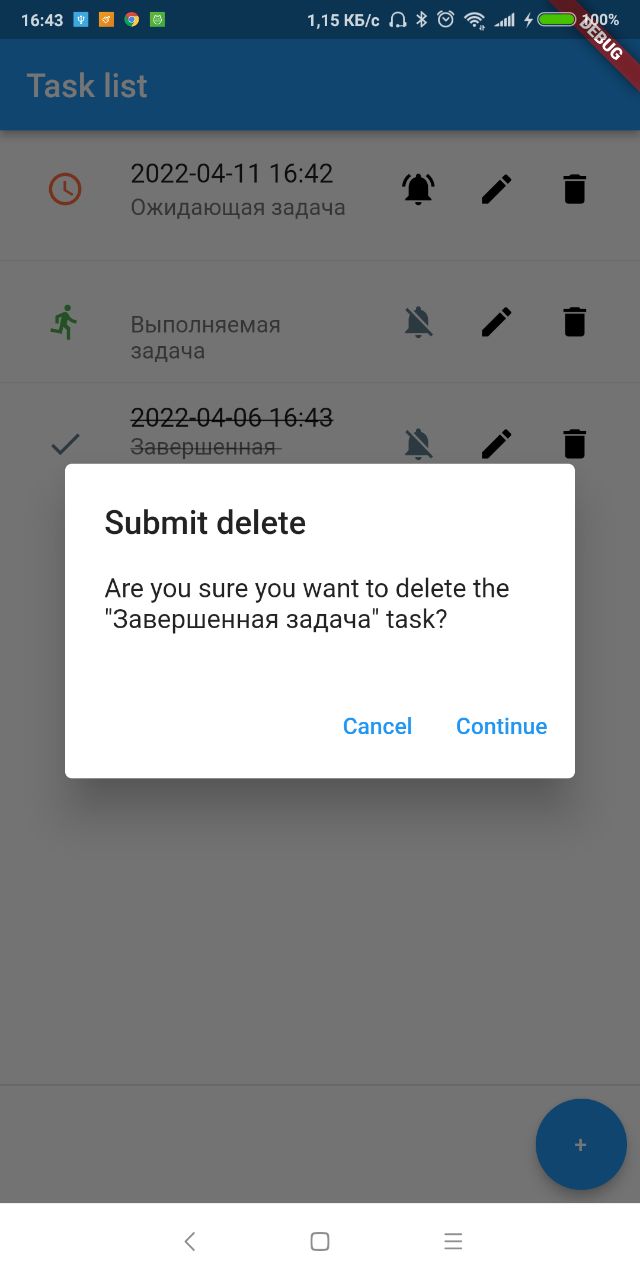 16:43 1,15 КБ/с 100%
DEBUG
Task list
2022-04-11 16:42
Ожидающая задача
Выполняемая
задача
2022-04-06 16:43
Завершенная
Submit delete
Are you sure you want to delete the
"Завершенная задача" task?
Cancel Continue
+